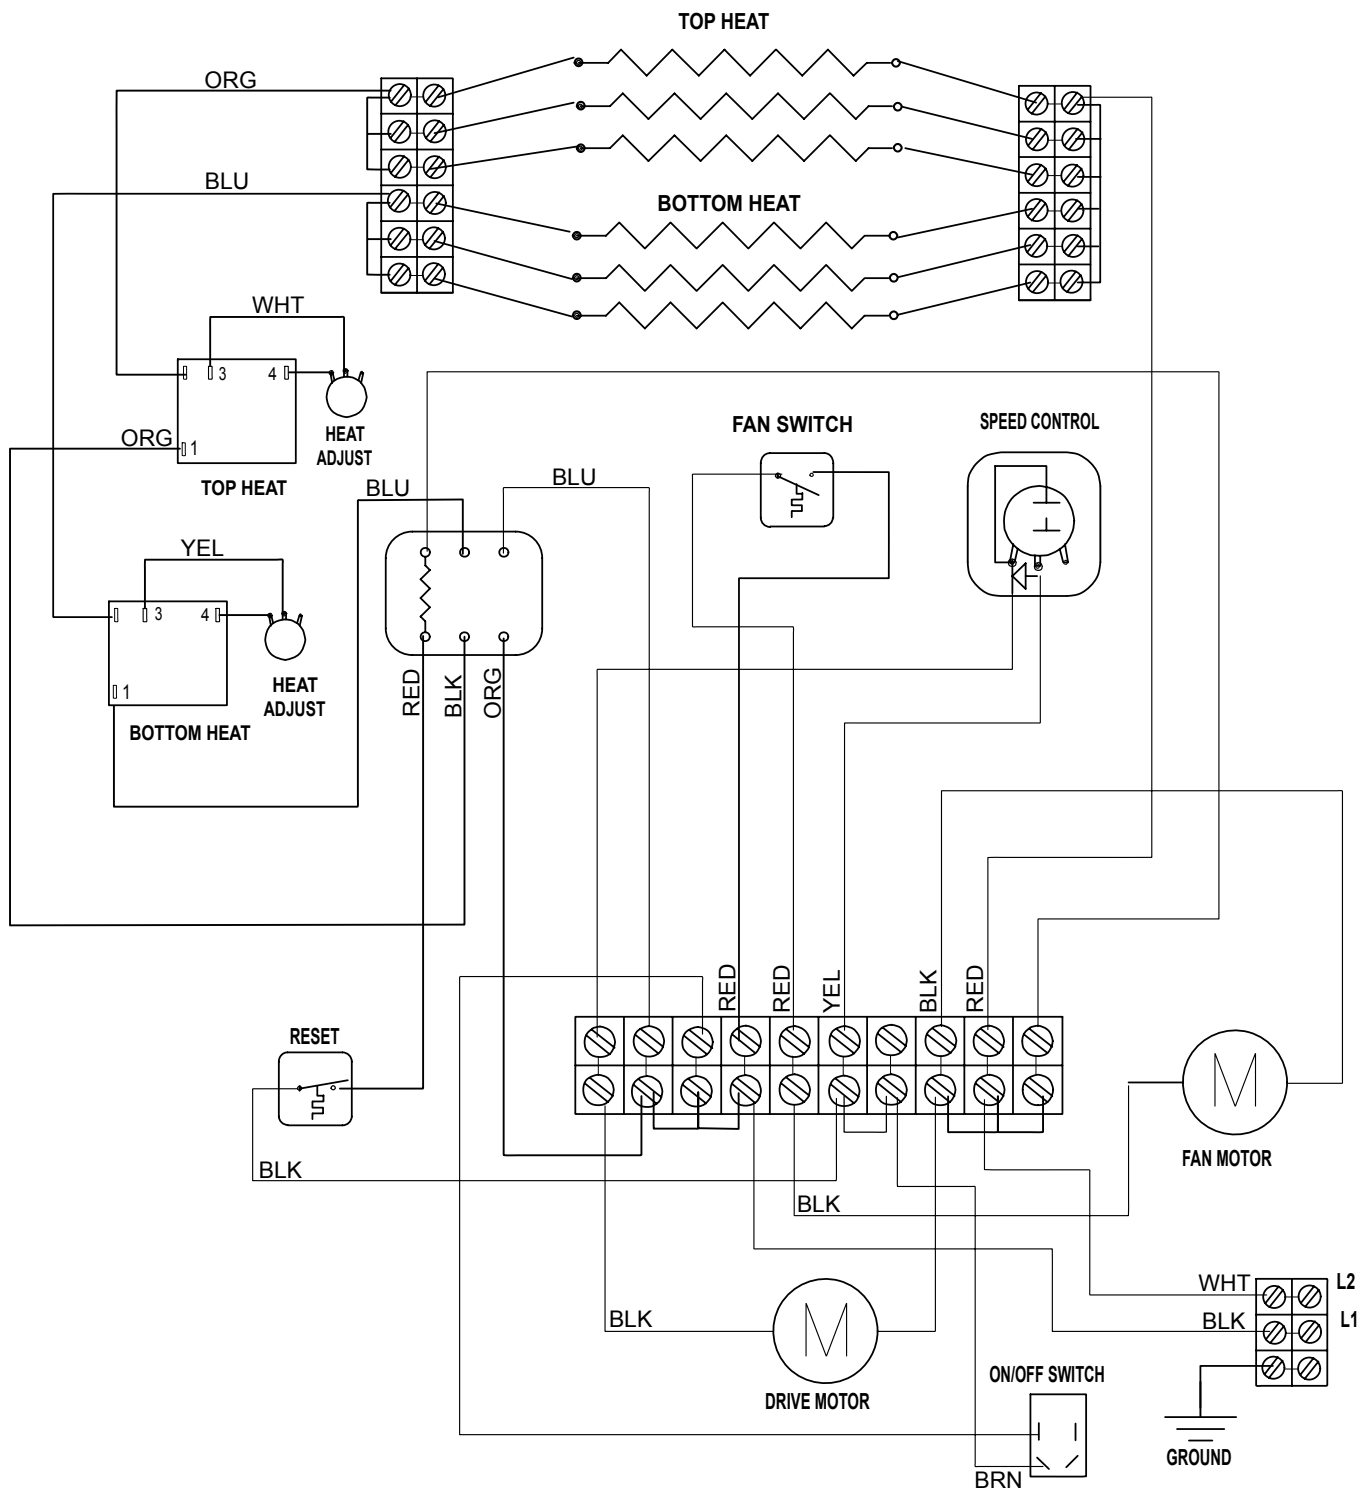 TOP HEAT
ORG
BLU
BOTTOM HEAT
WHT
3
4
HEAT
ADJUST
ORG
1
TOP HEAT
FAN SWITCH
SPEED CONTROL
BLU
BLU
YEL
3
4
1
HEAT
ADJUST
BOTTOM HEAT
RED
BLK
ORG
RED
RED
YEL
BLK
RED
RESET
M
FAN MOTOR
BLK
BLK
WHT
L2
BLK
L1
BLK
M
DRIVE MOTOR
ON/OFF SWITCH
GROUND
BRN